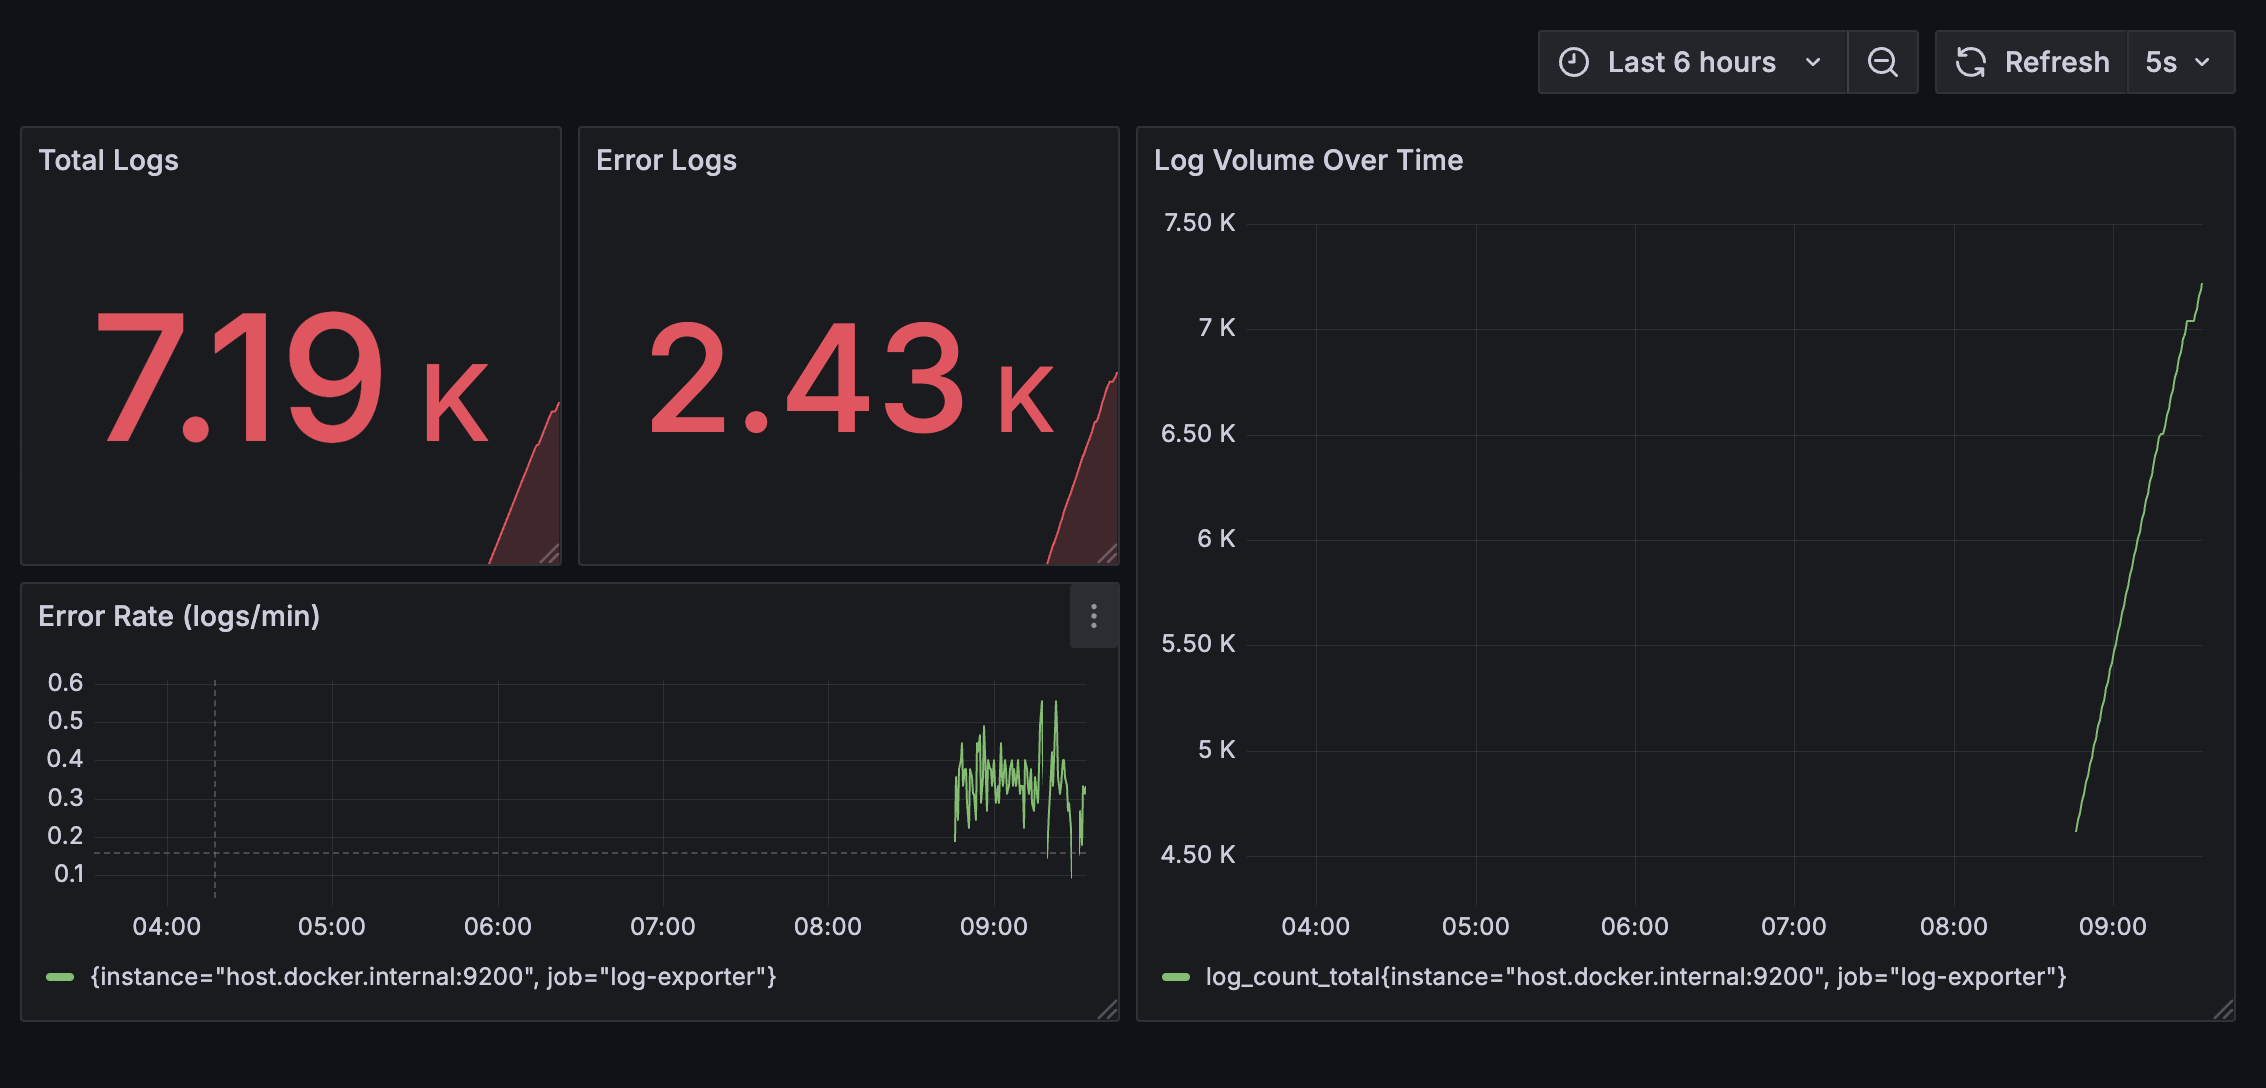 Last 6 hours
Refresh
5s
Total Logs
7.19 K
Error Logs
2.43 K
Log Volume Over Time
7.50 K
7 K
6.50 K
6 K
5.50 K
5 K
4.50 K
04:00 05:00 06:00 07:00 08:00 09:00
log_count_total{instance="host.docker.internal:9200", job="log-exporter"}
Error Rate (logs/min)
0.6
0.5
0.4
0.3
0.2
0.1
04:00 05:00 06:00 07:00 08:00 09:00
{instance="host.docker.internal:9200", job="log-exporter"}